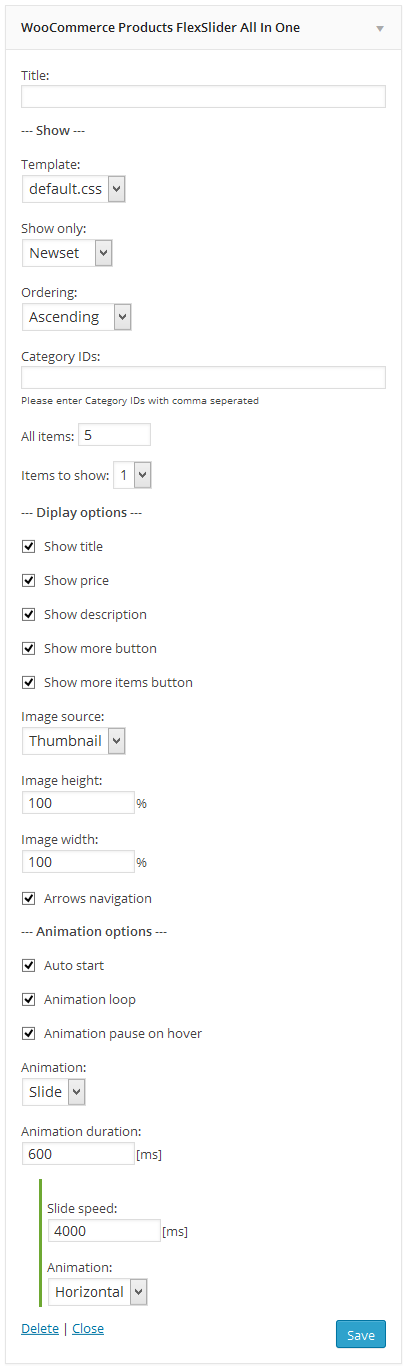 WooCommerce Products FlexSlider All In One
Title:
--- Show ---
Template:
default.css
Show only:
Newset
Ordering:
Ascending
Category IDs:
Please enter Category IDs with comma seperated
All items: 5
Items to show: 1
--- Diplay options ---
Show title
Show price
Show description
Show more button
Show more items button
Image source:
Thumbnail
Image height:
100 %
Image width:
100 %
Arrows navigation
--- Animation options ---
Auto start
Animation loop
Animation pause on hover
Animation:
Slide
Animation duration:
600 [ms]
Slide speed:
4000 [ms]
Animation:
Horizontal
Delete | Close Save